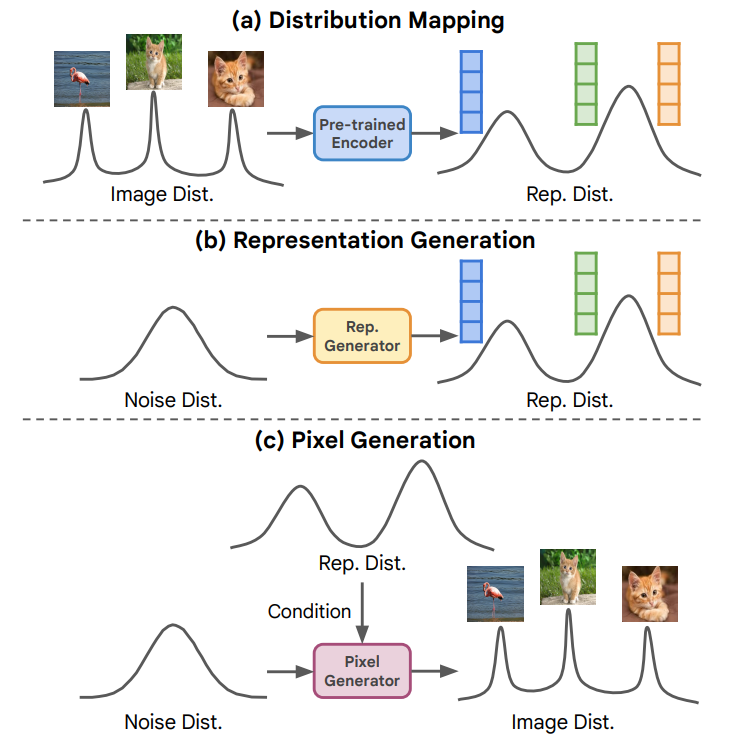 (a) Distribution Mapping
Pre-trained
Encoder
Image Dist.
Rep. Dist.
(b) Representation Generation
Rep.
Generator
Noise Dist.
Rep. Dist.
(c) Pixel Generation
Rep. Dist.
Condition
Pixel
Generator
Noise Dist.
Image Dist.